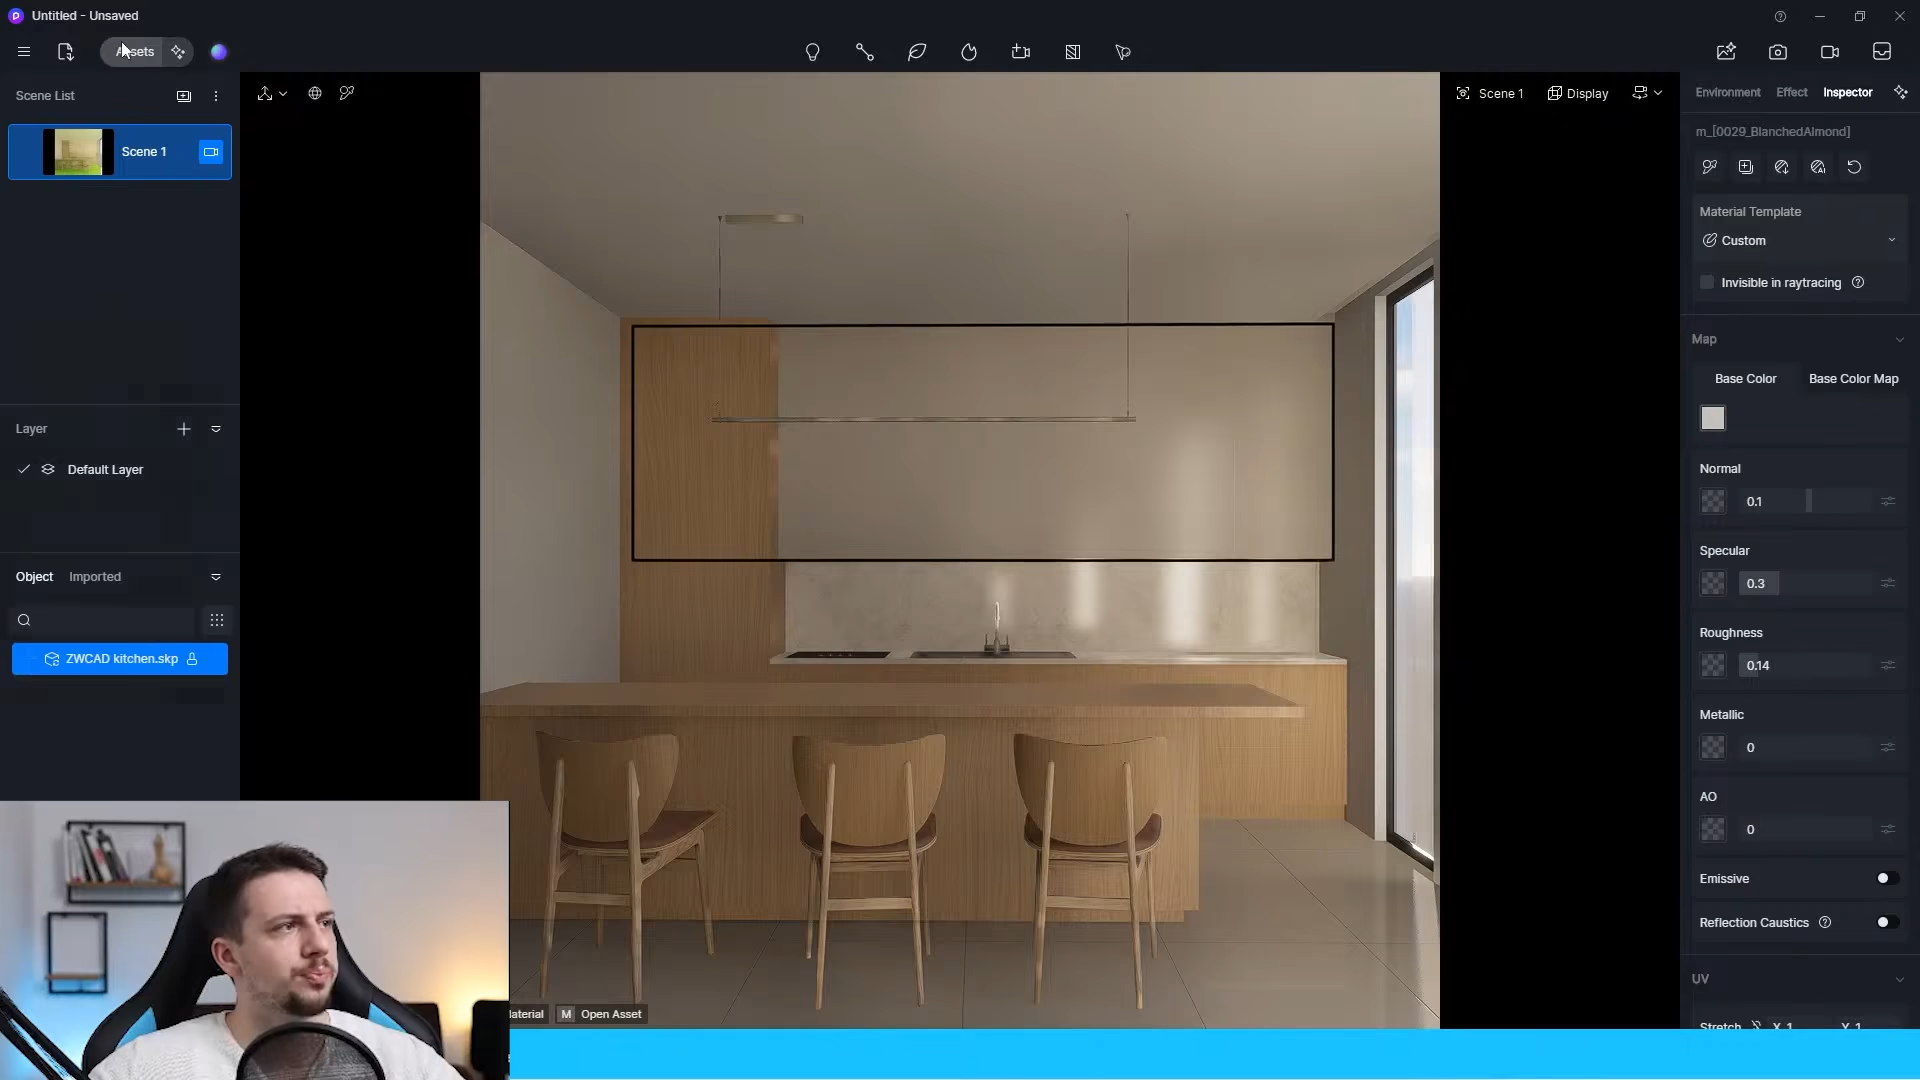 Untitled - Unsaved
Assets
Scene List
Scene 1
Layer
Default Layer
Object
Imported
ZWCAD kitchen.skp
Scene 1
Display
M Open Asset
Environment
Effect
Inspector
m_[0029_BlanchedAlmond]
Material Template
Custom
Invisible in raytracing
Map
Base Color
Base Color Map
Normal
0.1
Specular
0.3
Roughness
0.14
Metallic
0
AO
0
Emissive
Reflection Caustics
UV
Stretch X 1 Y 1